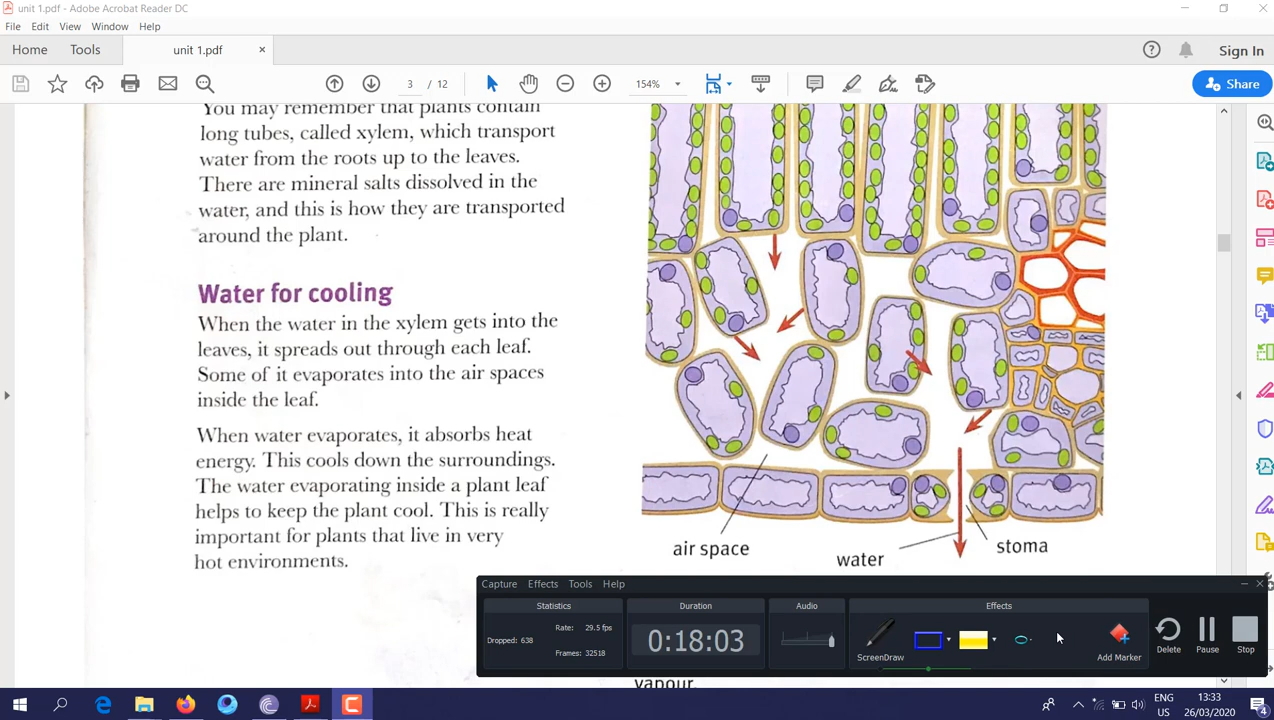 unit 1.pdf - Adobe Acrobat Reader DC
File Edit View Window Help
Home Tools unit 1.pdf × Sign In
3 / 12 154% Share
You may remember that plants contain
long tubes, called xylem, which transport
water from the roots up to the leaves.
There are mineral salts dissolved in the
water, and this is how they are transported
around the plant.
Water for cooling
When the water in the xylem gets into the
leaves, it spreads out through each leaf.
Some of it evaporates into the air spaces
inside the leaf.
When water evaporates, it absorbs heat
energy. This cools down the surroundings.
The water evaporating inside a plant leaf
helps to keep the plant cool. This is really
important for plants that live in very
hot environments.
air space
water
stoma
vapour.
Capture Effects Tools Help
Statistics Duration Audio Effects
Dropped: 638
Rate: 29.5 fps
Frames: 32518
0:18:03
ScreenDraw
Add Marker
Delete Pause Stop
ENG
US
13:33
26/03/2020
4